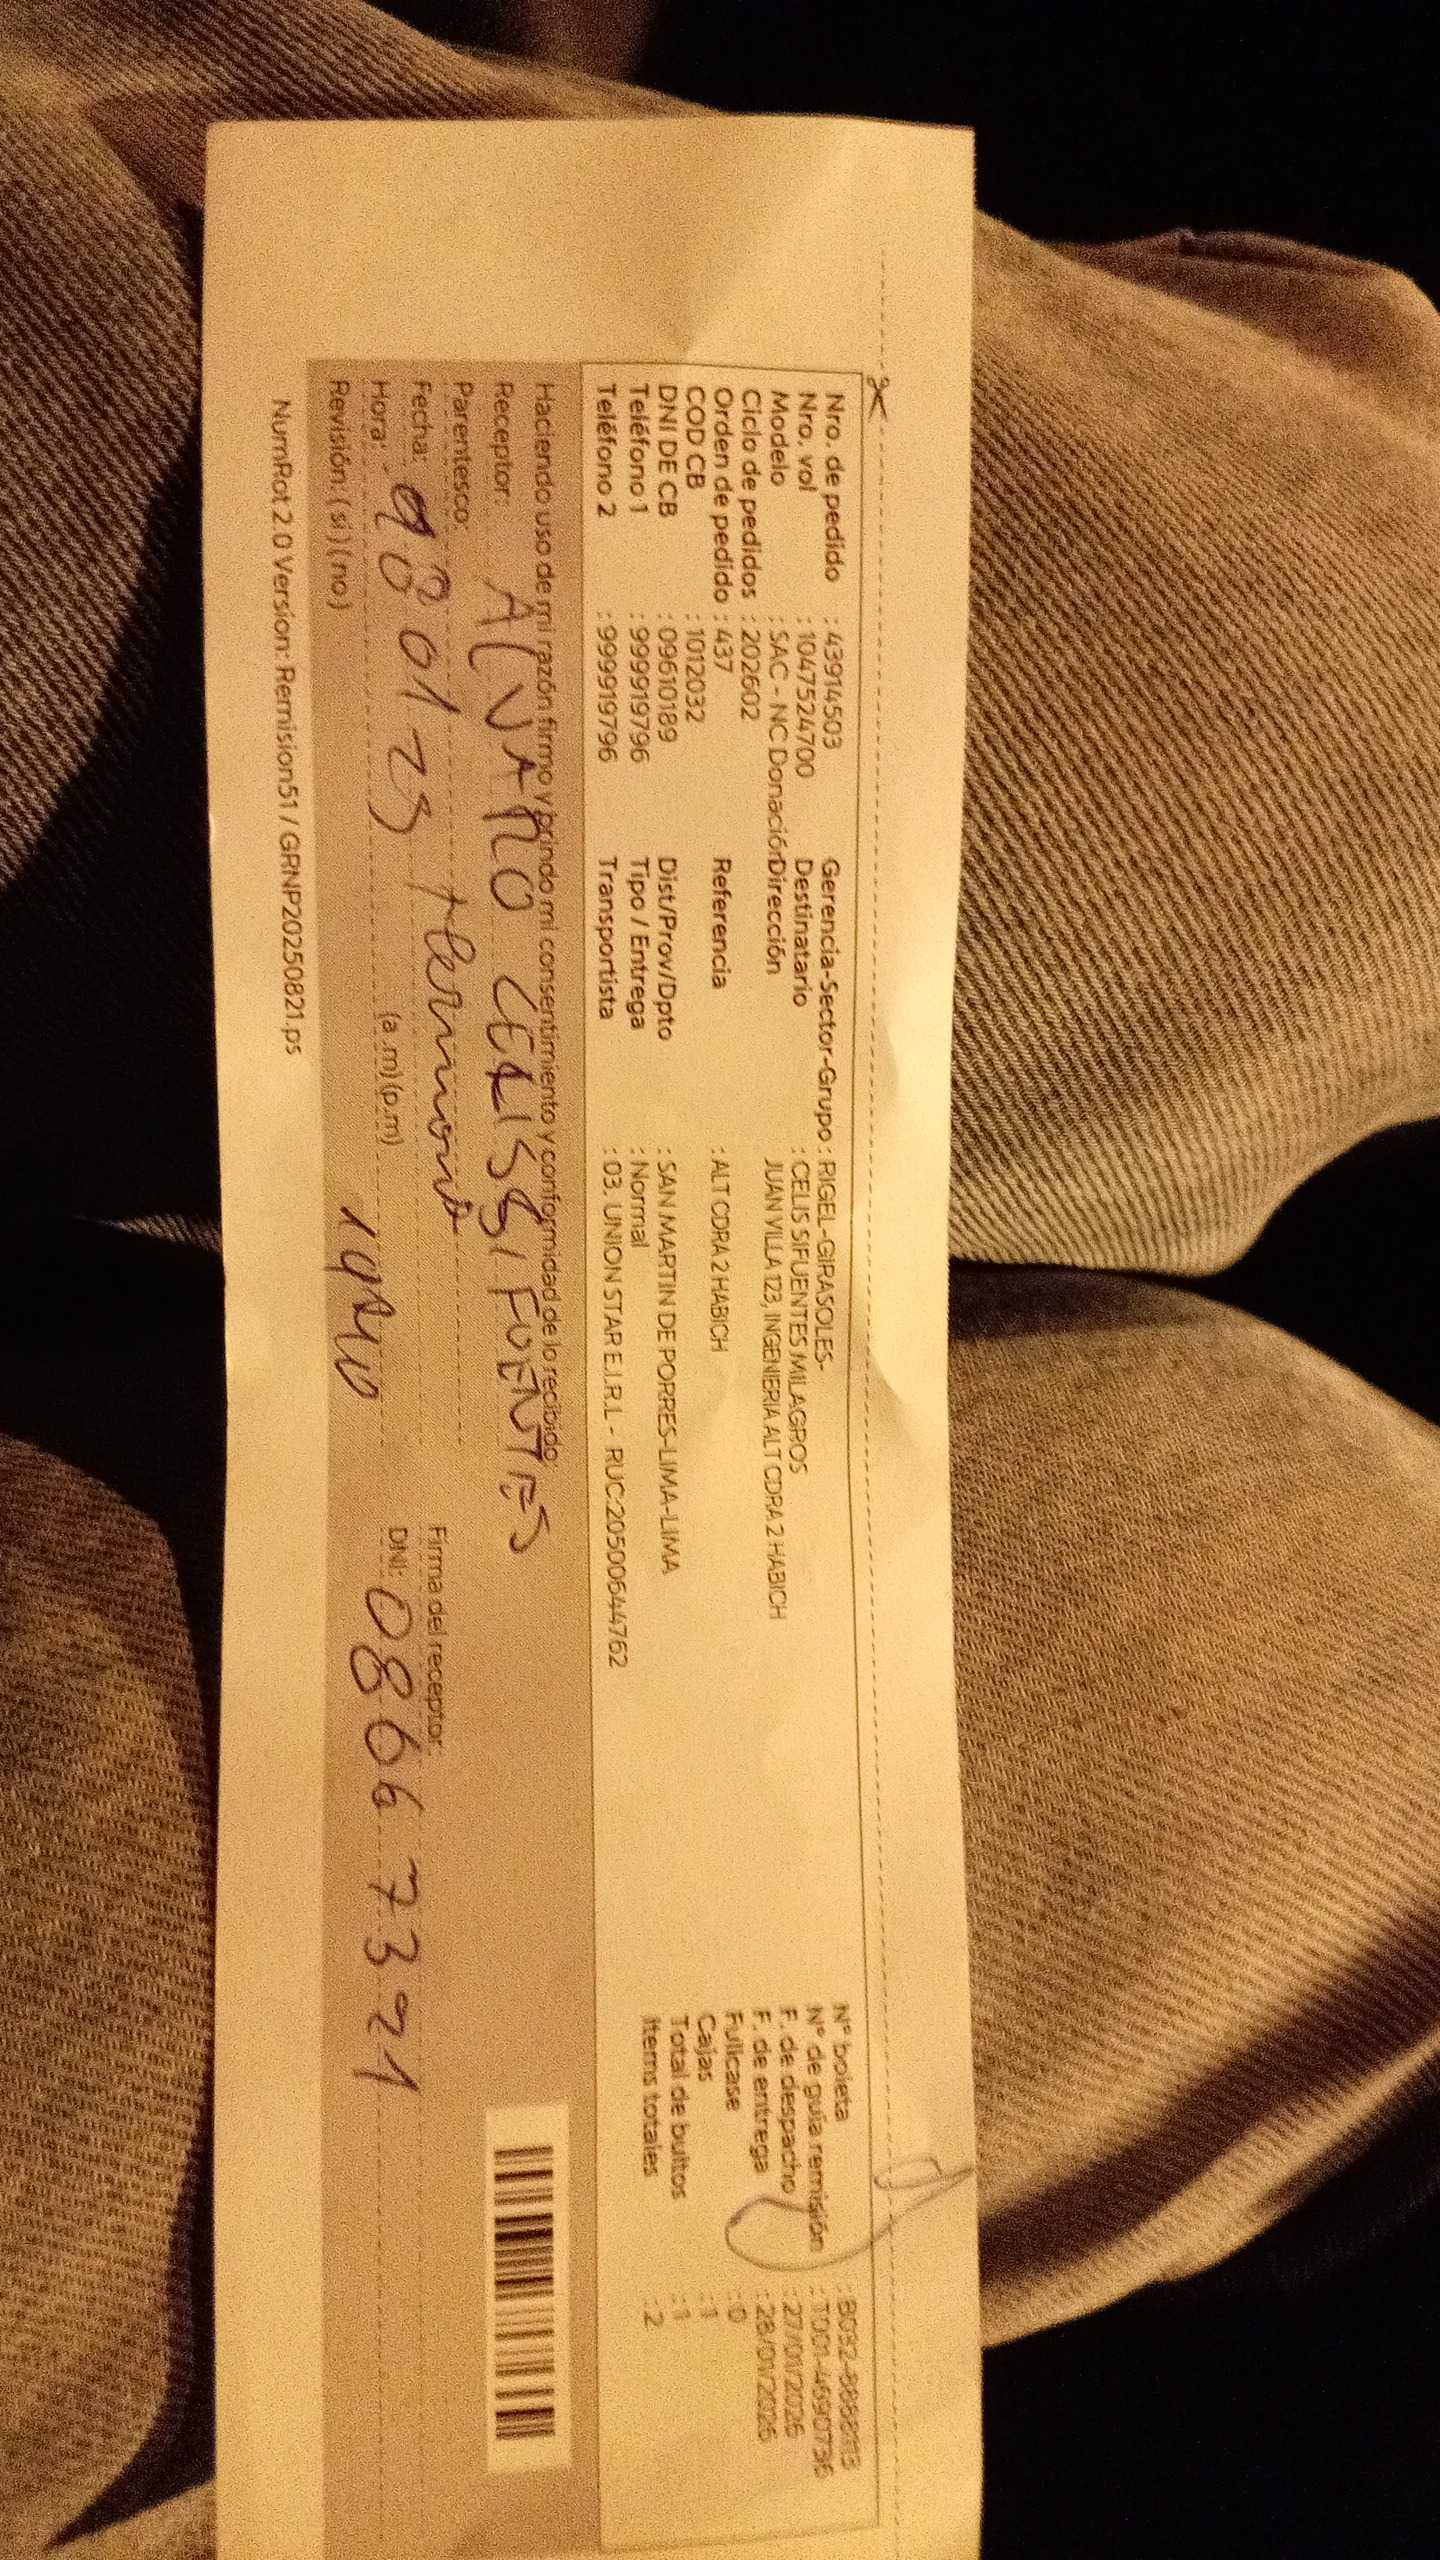 Nro. de pedido : 43914503
Nro. vol : 1047524700
Modelo : SAC - NC Donación
Ciclo de pedidos : 202602
Orden de pedido : 437
COD CB : 1012032
DNI DE CB : 09610189
Teléfono 1 : 999919796
Teléfono 2 : 999919796
Gerencia-Sector-Grupo : RIGEL-GIRASOLES-
Destinatario : CELIS SIFUENTES MILAGROS
Dirección JUAN VILLA 123, INGENIERIA ALT CDRA 2 HABICH
Referencia : ALT CDRA 2 HABICH
Dist/Prov/Dpto : SAN MARTIN DE PORRES-LIMA-LIMA
Tipo / Entrega : Normal
Transportista : 03. UNION STAR E.I.R.L - RUC:20500644762
N° boleta
N° de guía remisión
F. de despacho : 27/01/2026
F. de entrega : 28/01/2026
Fullcase : 0
Cajas : 1
Total de bultos : 1
Items totales : 2
Haciendo uso de mi razón firmo y brindo mi consentimiento y conformidad de lo recibido:
Receptor: ALVARO CELIS SIFUENTES
Parentesco: Hermano
Fecha:
Hora: (a.m) (p.m)
Revisión: ( si ) ( no )
Firma del receptor:
DNI: 08667391
NumRot 2.0 Version: Remision51 / GRNP20250821.ps